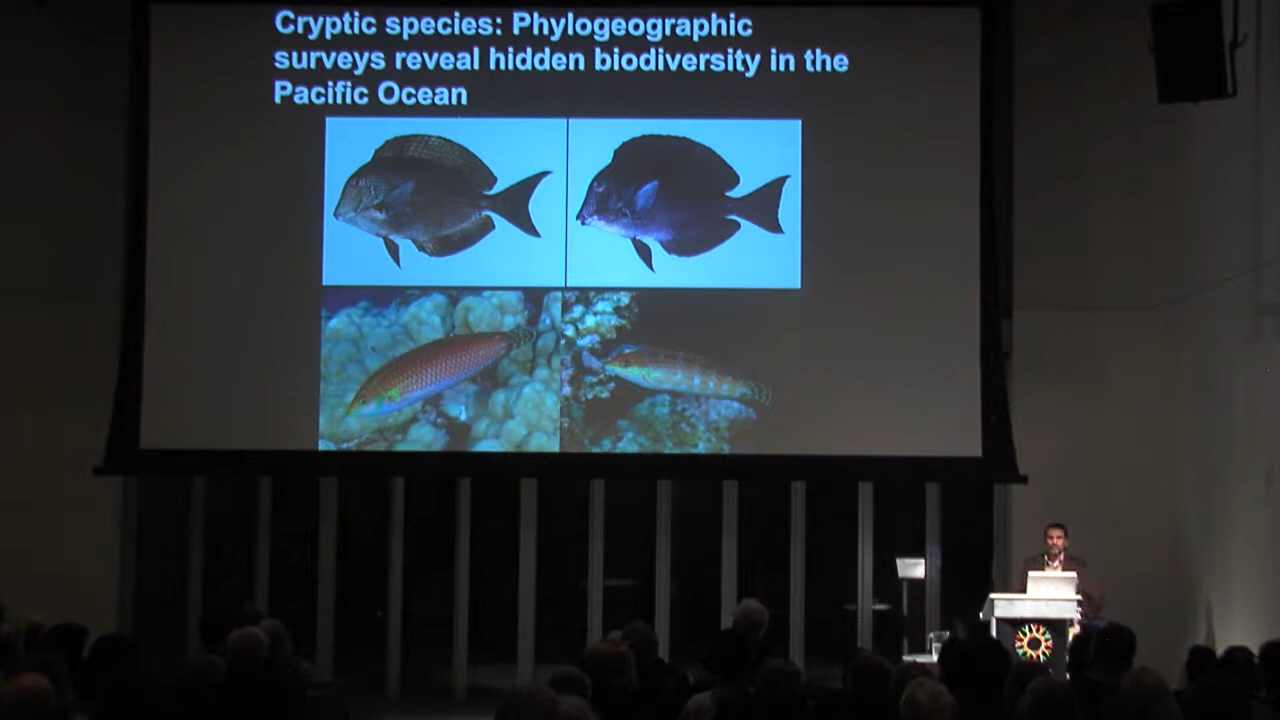 Cryptic species: Phylogeographic
surveys reveal hidden biodiversity in the
Pacific Ocean